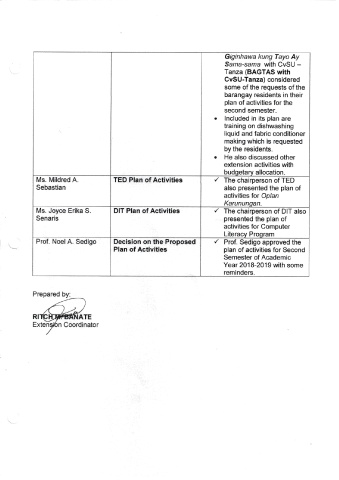 Giginhawa kung Tayo Ay
Sama-sama with CvSU –
Tanza (BAGTAS with
CvSU-Tanza) considered
some of the requests of the
barangay residents in their
plan of activities for the
second semester.
• Included in its plan are
training on dishwashing
liquid and fabric conditioner
making which is requested
by the residents.
• He also discussed other
extension activities with
budgetary allocation.
Ms. Mildred A.
Sebastian
TED Plan of Activities
✓ The chairperson of TED
also presented the plan of
activities for Oplan
Karunungan.
Ms. Joyce Erika S.
Senaris
DIT Plan of Activities
✓ The chairman of DIT also
presented the plan of
activities for Computer
Literacy Program
Prof. Noel A. Sedigo
Decision on the Proposed
Plan of Activities
✓ Prof. Sedigo approved the
plan of activities for Second
Semester of Academic
Year 2018-2019 with some
reminders.
Prepared by:
RITCH M. BANATE
Extension Coordinator